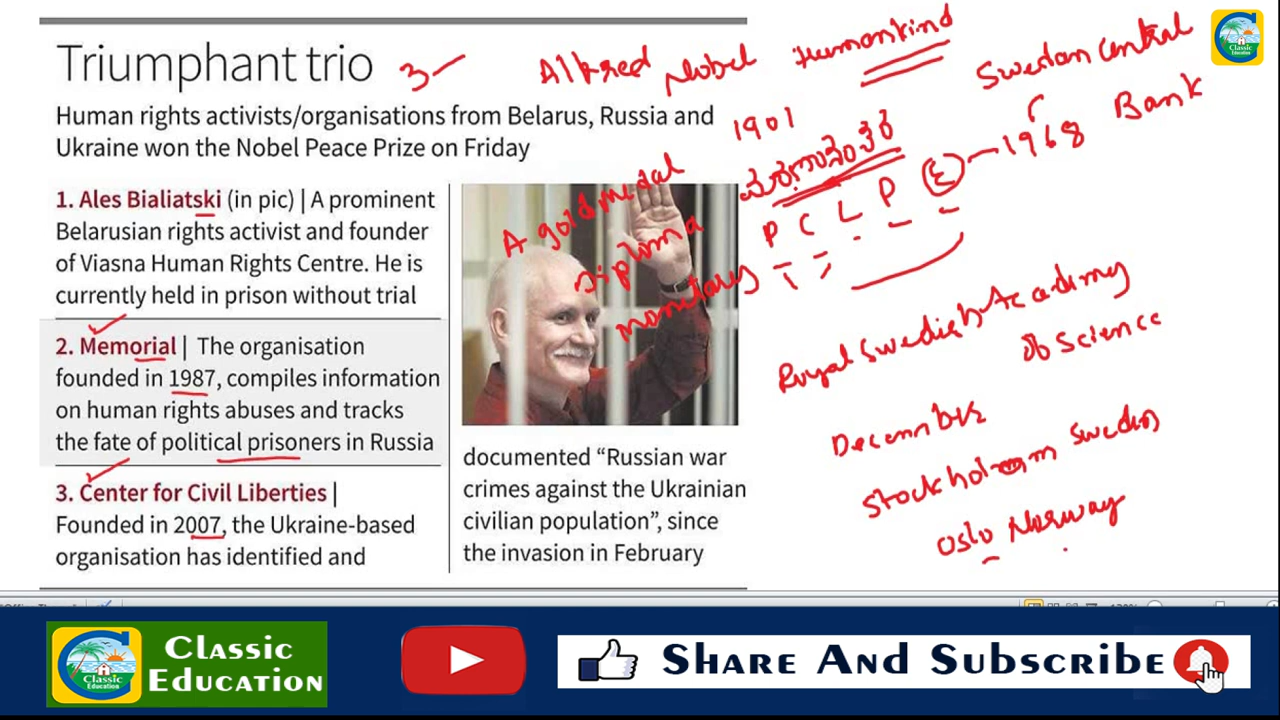 Triumphant trio
Human rights activists/organisations from Belarus, Russia and
Ukraine won the Nobel Peace Prize on Friday
1. Ales Bialiatski (in pic) | A prominent
Belarusian rights activist and founder
of Viasna Human Rights Centre. He is
currently held in prison without trial
2. Memorial | The organisation
founded in 1987, compiles information
on human rights abuses and tracks
the fate of political prisoners in Russia
3. Center for Civil Liberties |
Founded in 2007, the Ukraine-based
organisation has identified and
documented “Russian war
crimes against the Ukrainian
civilian population”, since
the invasion in February
3
Alfred Nobel Humankind
1901
ಮರಣಾನಂತರ
P C L P E 1968
Swedan central
Bank
A gold medal
Diploma
Royal Swedish Academy
Of Science
December
Sweden
Oslo Norway
Classic
Education
CLASSIC
EDUCATION
SHARE AND SUBSCRIBE